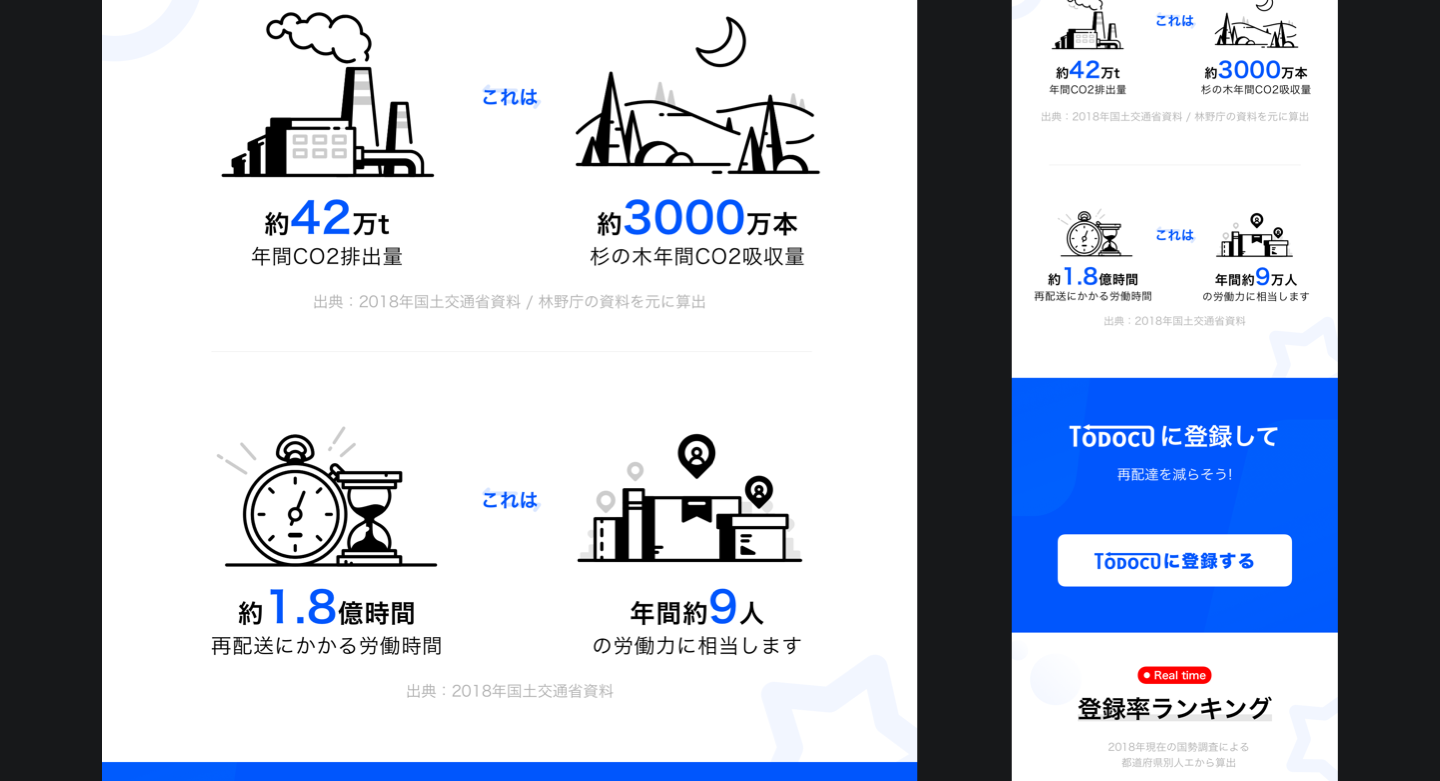 これは
約42万t
年間CO2排出量
約3000万本
杉の木年間CO2吸収量
出典：2018年国土交通省資料 / 林野庁の資料を元に算出
これは
約1.8億時間
再配送にかかる労働時間
年間約9人
の労働力に相当します
出典：2018年国土交通省資料
これは
約42万t
年間CO2排出量
約3000万本
杉の木年間CO2吸収量
出典：2018年国土交通省資料 / 林野庁の資料を元に算出
これは
約1.8億時間
再配送にかかる労働時間
年間約9万人
の労働力に相当します
出典：2018年国土交通省資料
TODOCUに登録して
再配達を減らそう!
TODOCUに登録する
Real time
登録率ランキング
2018年現在の国勢調査による
都道府県別人工から算出